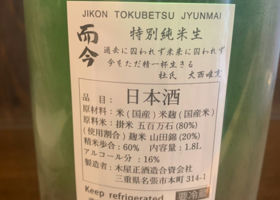 JIKON TOKUBETSU JYUNMAI
而今 特別純米生
過去に囚われず未来に囚われず
今をただ精一杯生きる
杜氏 大西唯克
品目：日本酒
原材料：米(国産) 米麹(国産米)
原料米：掛米 五百万石(80%)
(使用割合) 麹米 山田錦(20%)
精米歩合：60% 内容量：1.8L
アルコール分：16%
製造者：木屋正酒造合資会社
三重県名張市本町314-1
Keep refrigerated 要冷蔵